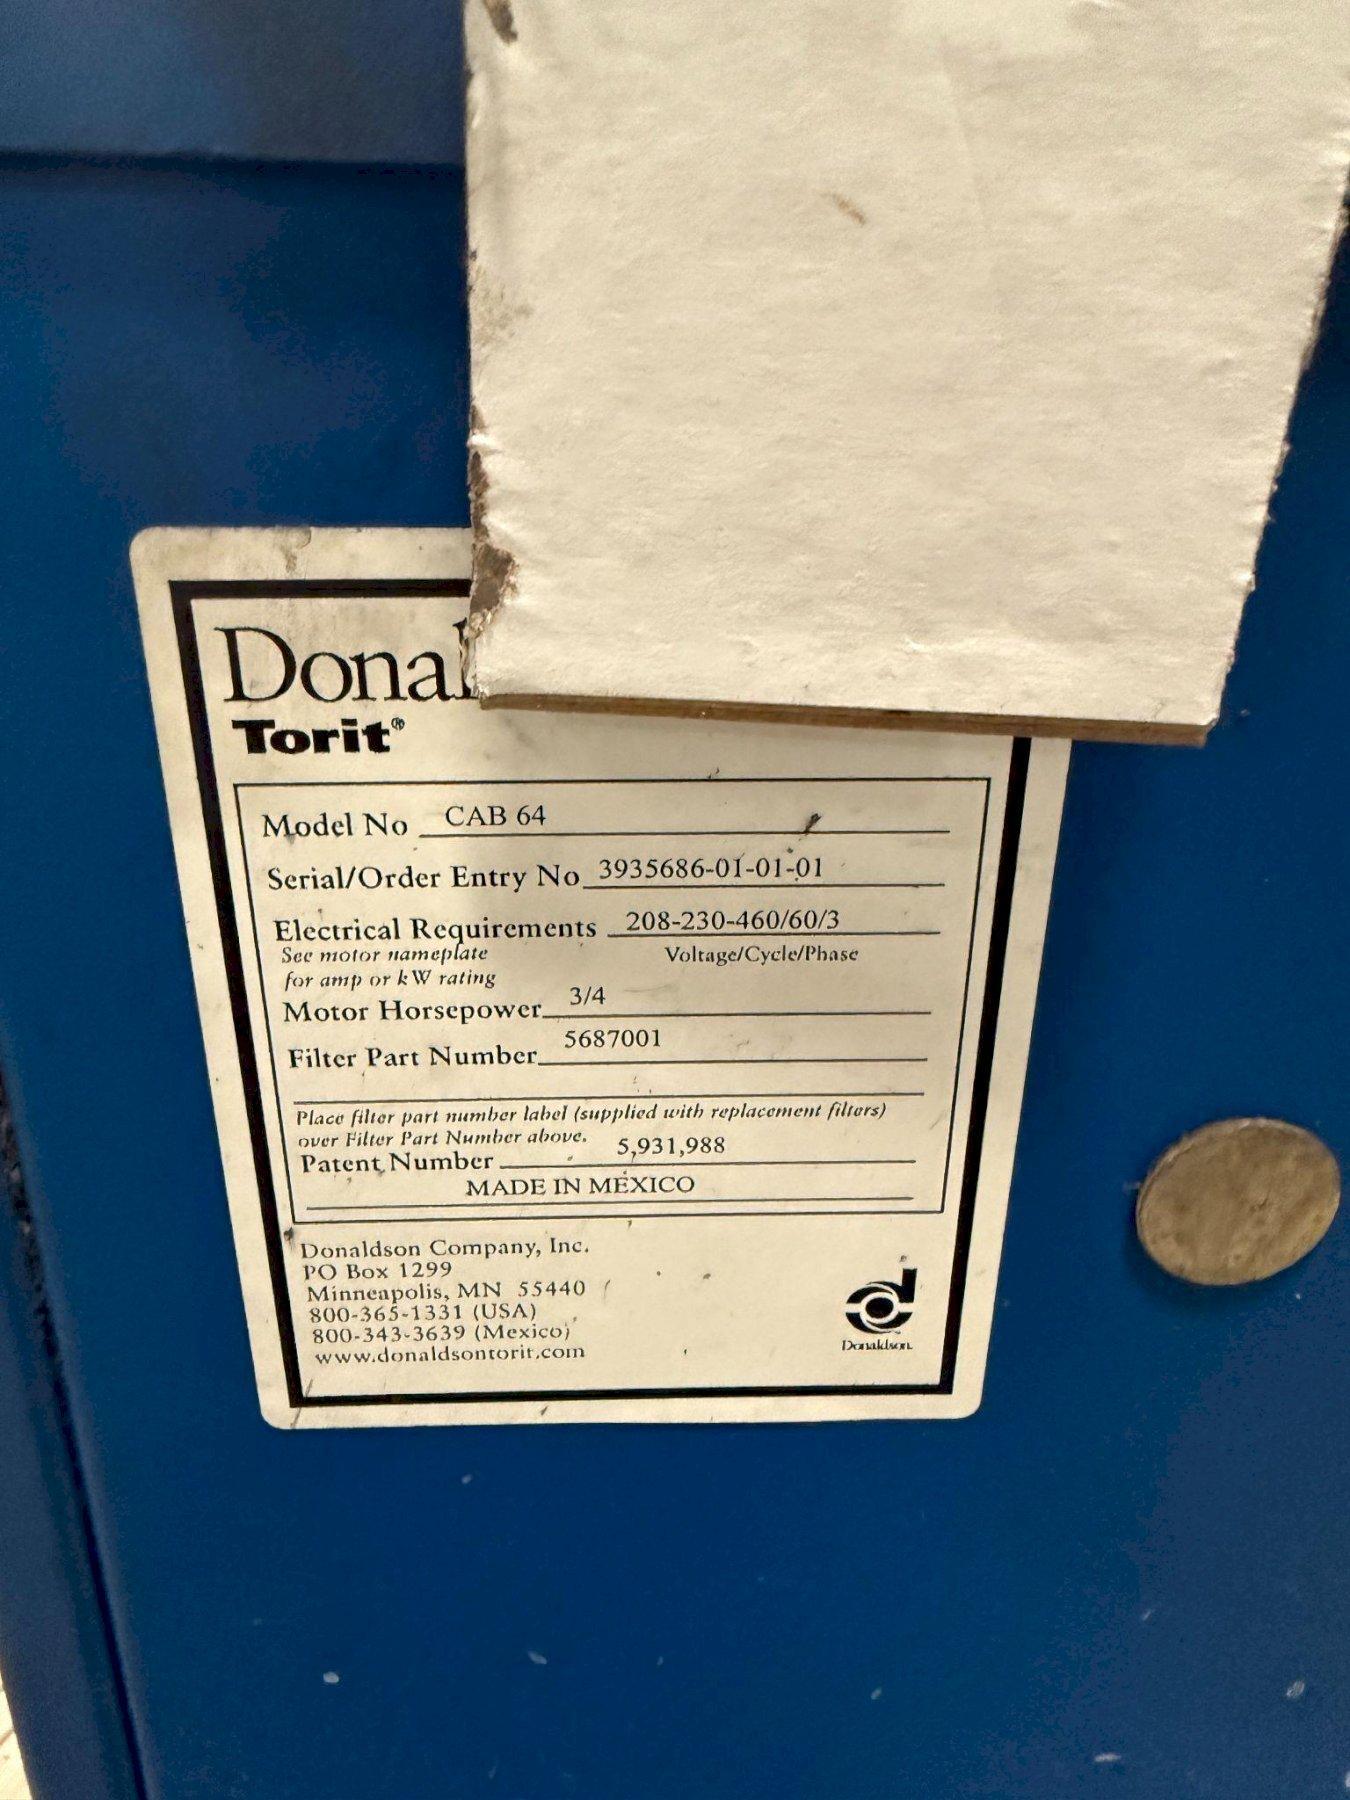 Donal
Torit®
Model No CAB 64
Serial/Order Entry No 3935686-01-01-01
Electrical Requirements 208-230-460/60/3
See motor nameplate Voltage/Cycle/Phase
for amp or kW rating
Motor Horsepower 3/4
Filter Part Number 5687001
Place filter part number label (supplied with replacement filters)
over Filter Part Number above.
Patent Number 5,931,988
MADE IN MEXICO
Donaldson Company, Inc.
PO Box 1299
Minneapolis, MN 55440
800-365-1331 (USA)
800-343-3639 (Mexico)
www.donaldsontorit.com
Donaldson.